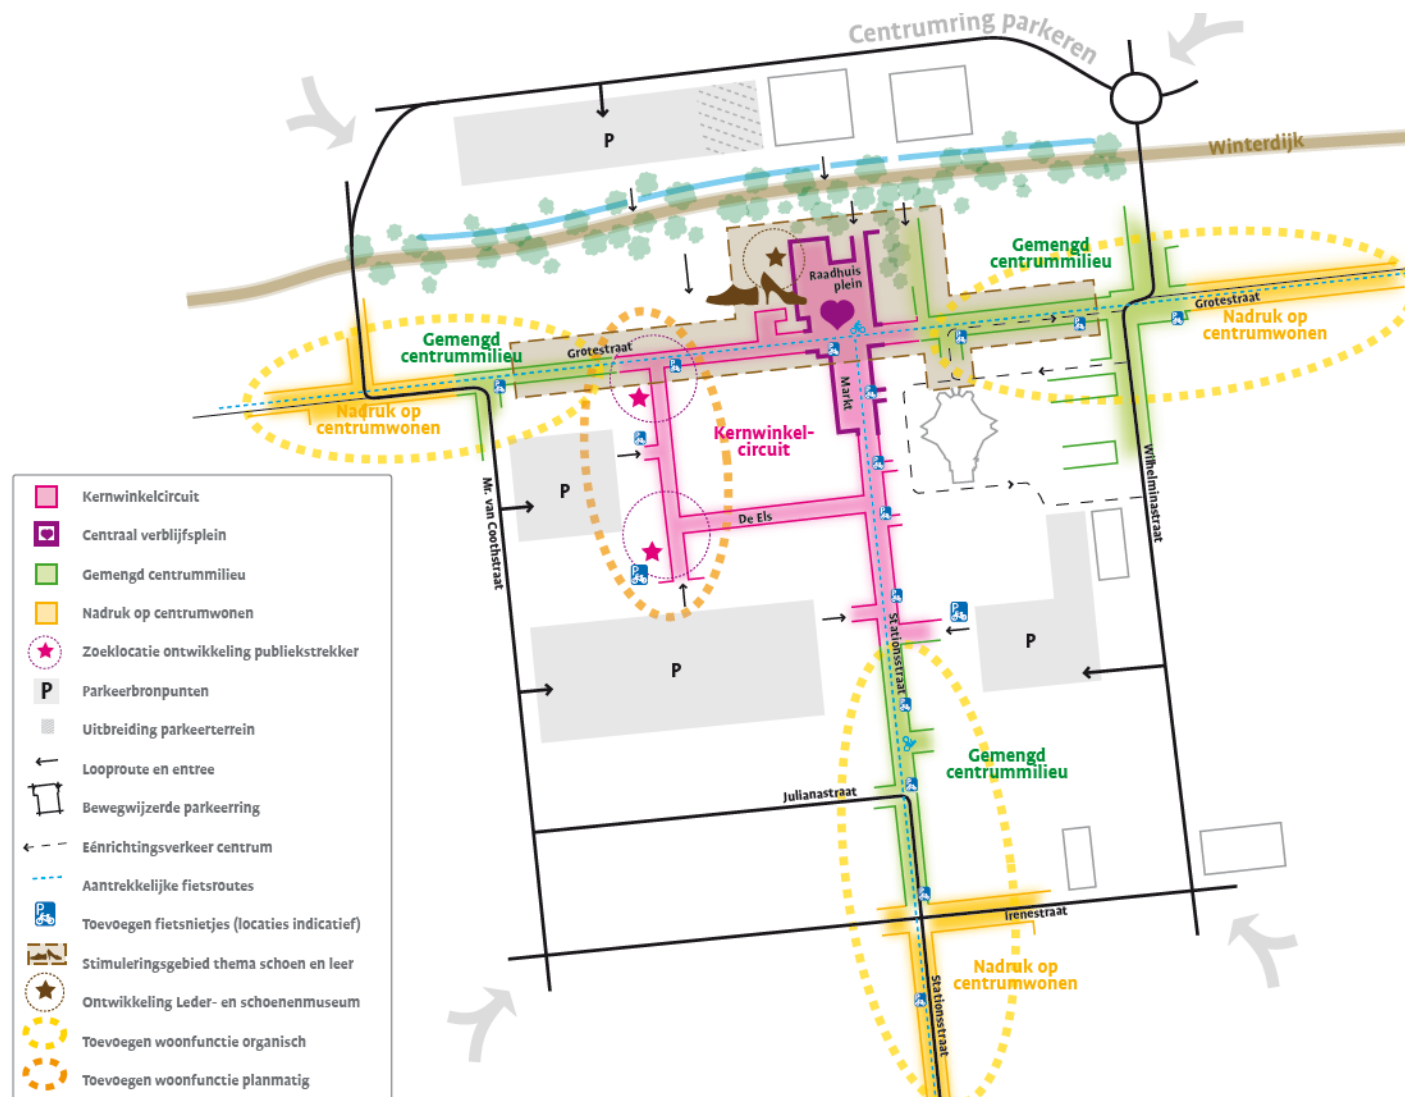 Centrumring parkeren
P
Winterdijk
Gemengd
centrummilieu
Raadhuis
plein
Grotestraat
Nadruk op
centrumwonen
Gemengd
centrummilieu
Grotestraat
Markt
Nadruk op
centrumwonen
Kernwinkel-
circuit
Wilhelminastraat
Mr. van Coothstraat
P
De Els
P
P
Stationsstraat
Gemengd
centrummilieu
Julianastraat
Irenestraat
Nadruk op
centrumwonen
Stationsstraat
Kernwinkelcircuit
Centraal verblijfsplein
Gemengd centrummilieu
Nadruk op centrumwonen
Zoeklocatie ontwikkeling publiekstrekker
P Parkeerbronpunten
Uitbreiding parkeerterrein
Looproute en entree
Bewegwijzerde parkeerring
Eénrichtingsverkeer centrum
Aantrekkelijke fietsroutes
P Toevoegen fietsnietjes (locaties indicatief)
Stimuleringsgebied thema schoen en leer
Ontwikkeling Leder- en schoenenmuseum
Toevoegen woonfunctie organisch
Toevoegen woonfunctie planmatig